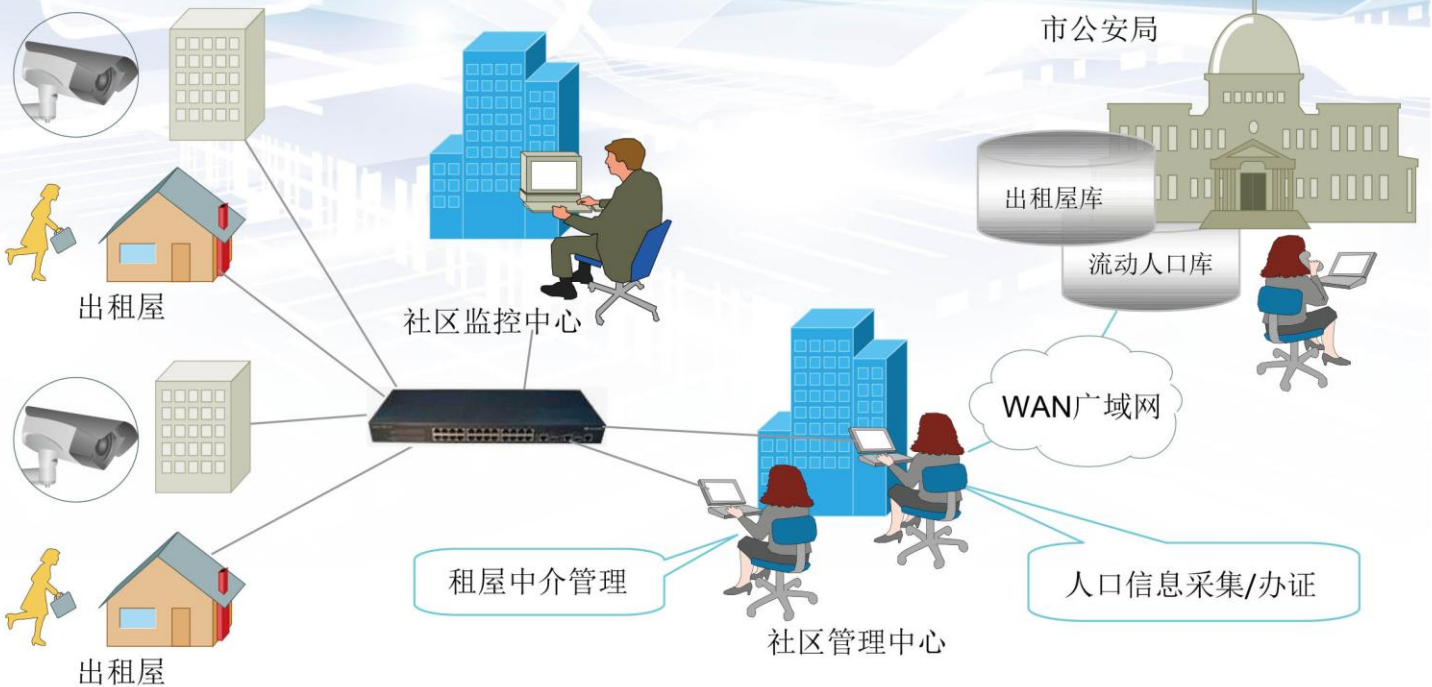 市公安局
出租屋库
流动人口库
出租屋
社区监控中心
WAN广域网
租屋中介管理
人口信息采集/办证
社区管理中心
出租屋